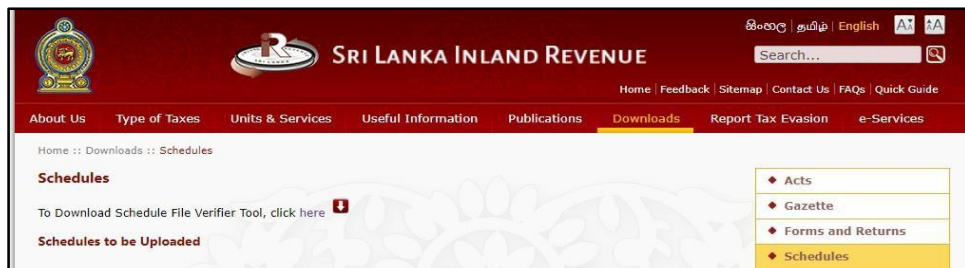 සිංහල | தமிழ் | English A A
SRI LANKA INLAND REVENUE
Search...
Home | Feedback | Sitemap | Contact Us | FAQs | Quick Guide
About Us Type of Taxes Units & Services Useful Information Publications Downloads Report Tax Evasion e-Services
Home :: Downloads :: Schedules
Schedules
To Download Schedule File Verifier Tool, click here
Schedules to be Uploaded
Acts
Gazette
Forms and Returns
Schedules